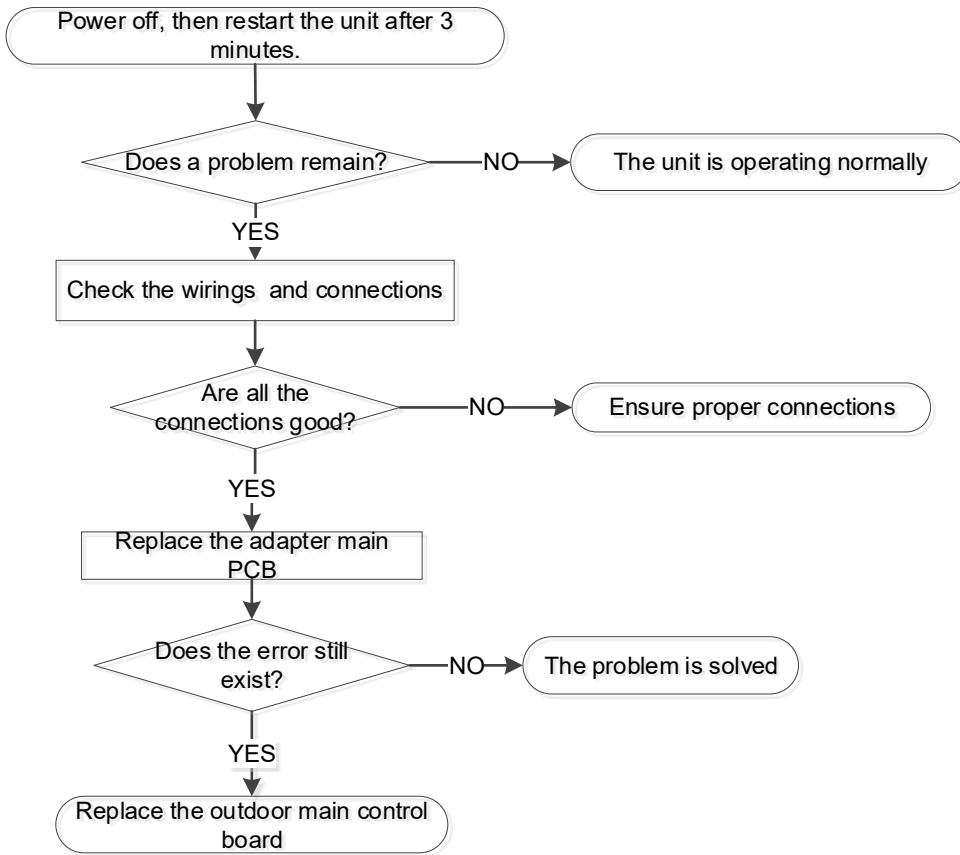 Power off, then restart the unit after 3
minutes.
Does a problem remain?
NO
The unit is operating normally
YES
Check the wirings  and connections
Are all the
connections good?
NO
Ensure proper connections
YES
Replace the adapter main
PCB
Does the error still
exist?
NO
The problem is solved
YES
Replace the outdoor main control
board